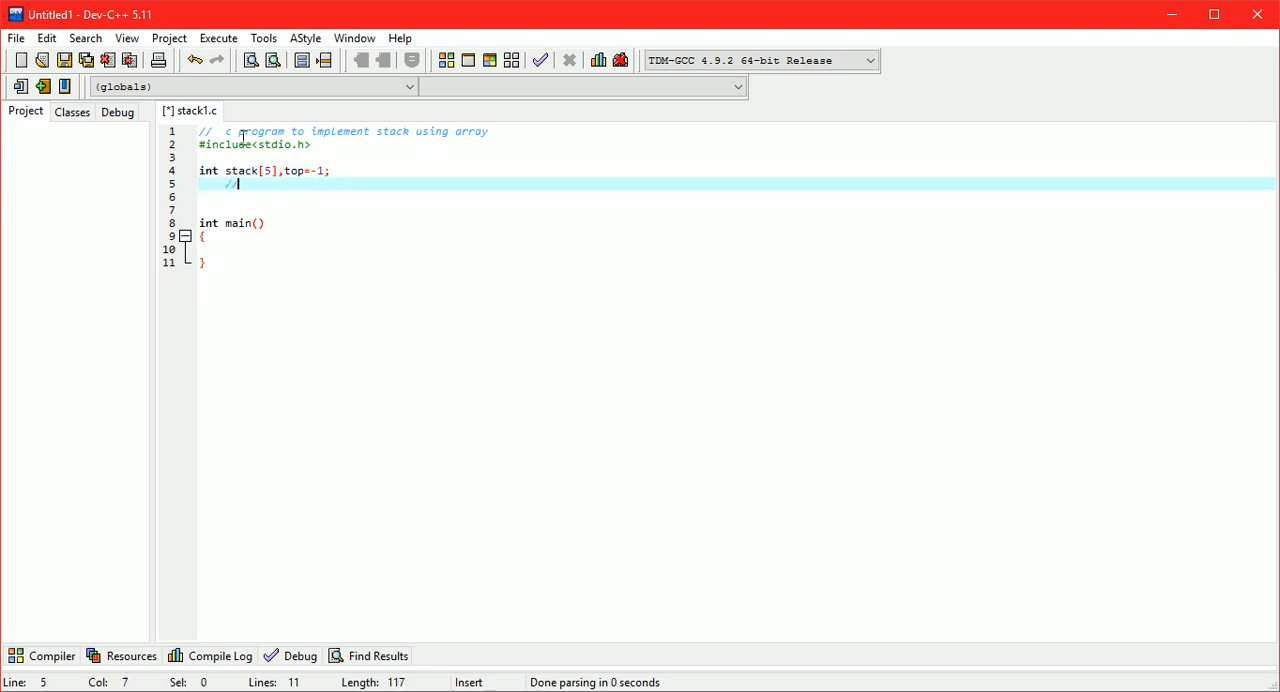 Untitled1 - Dev-C++ 5.11
File Edit Search View Project Execute Tools AStyle Window Help
TDM-GCC 4.9.2 64-bit Release
(globals)
Project Classes Debug [*] stack1.c
1 // c program to implement stack using array
2 #include<stdio.h>
3
4 int stack[5],top=-1;
5 //
6
7
8 int main()
9 {
10
11 }
Compiler Resources Compile Log Debug Find Results
Line: 5 Col: 7 Sel: 0 Lines: 11 Length: 117 Insert Done parsing in 0 seconds